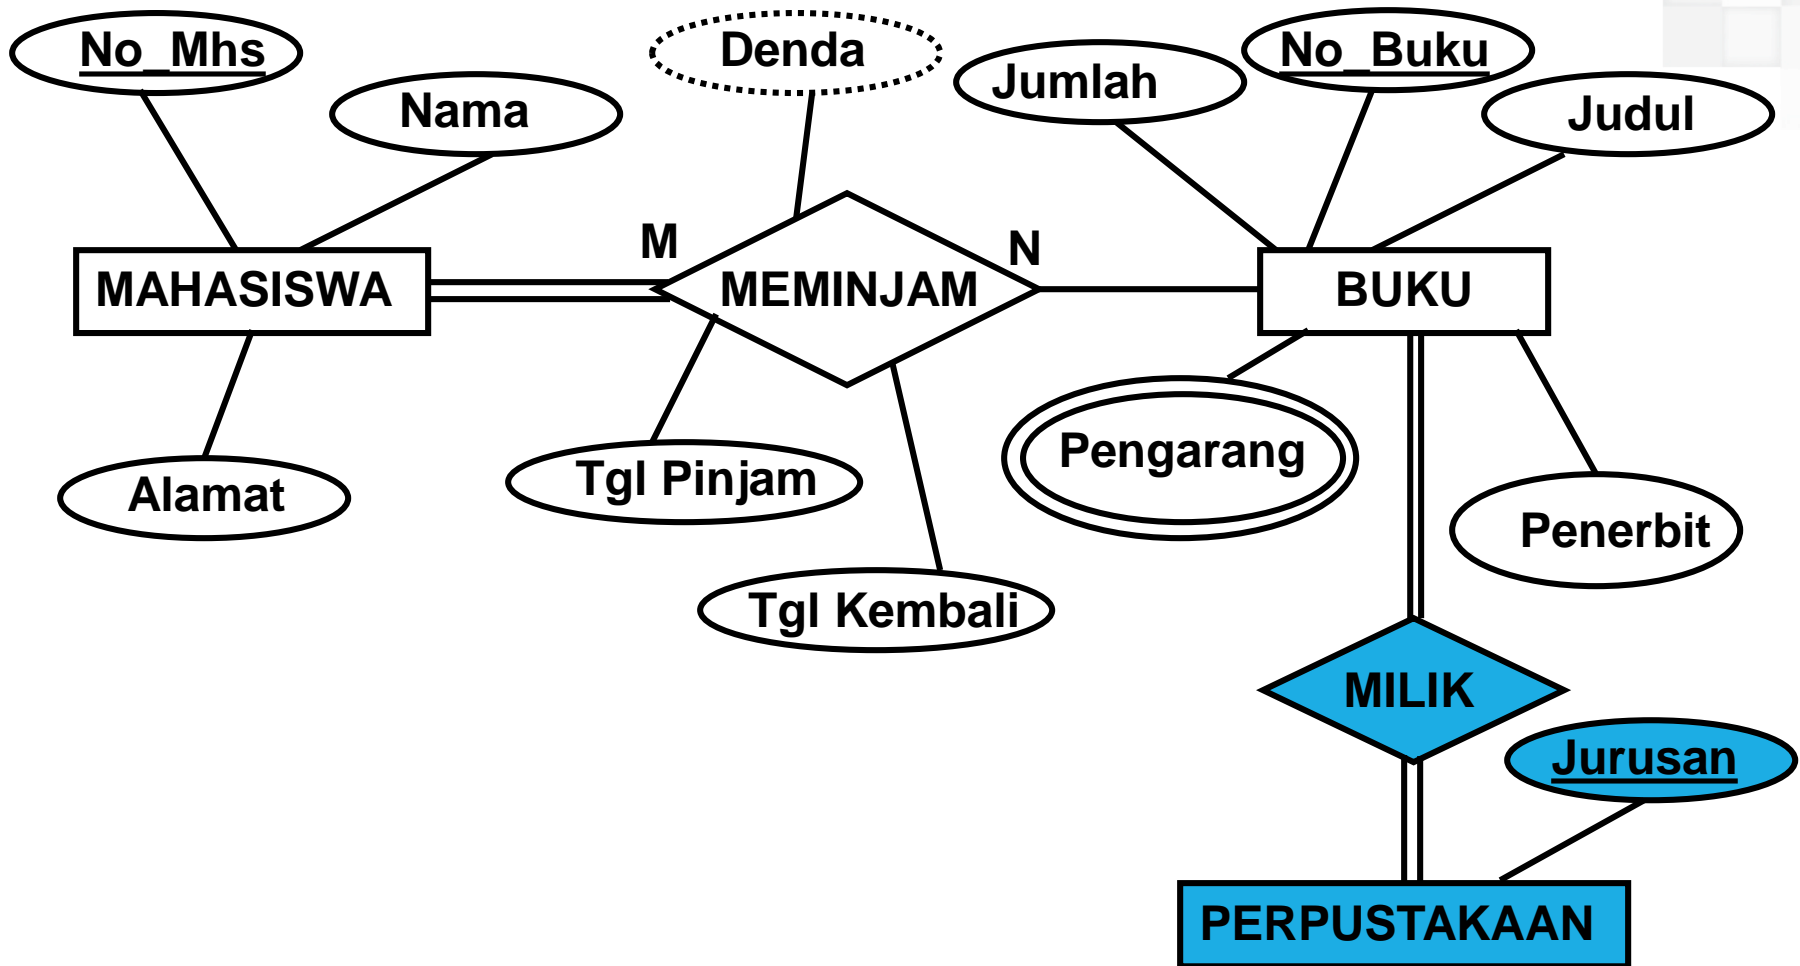 No_Mhs
Denda
No_Buku
Jumlah
Nama
Judul
M
N
MAHASISWA
MEMINJAM
BUKU
Pengarang
Alamat
Tgl Pinjam
Penerbit
Tgl Kembali
MILIK
Jurusan
PERPUSTAKAAN